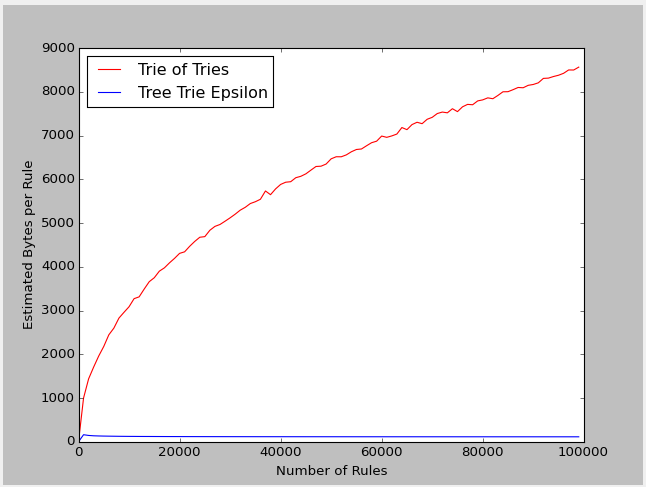 9000
8000
7000
6000
5000
4000
3000
2000
1000
0
Estimated Bytes per Rule
Trie of Tries
Tree Trie Epsilon
0 20000 40000 60000 80000 100000
Number of Rules